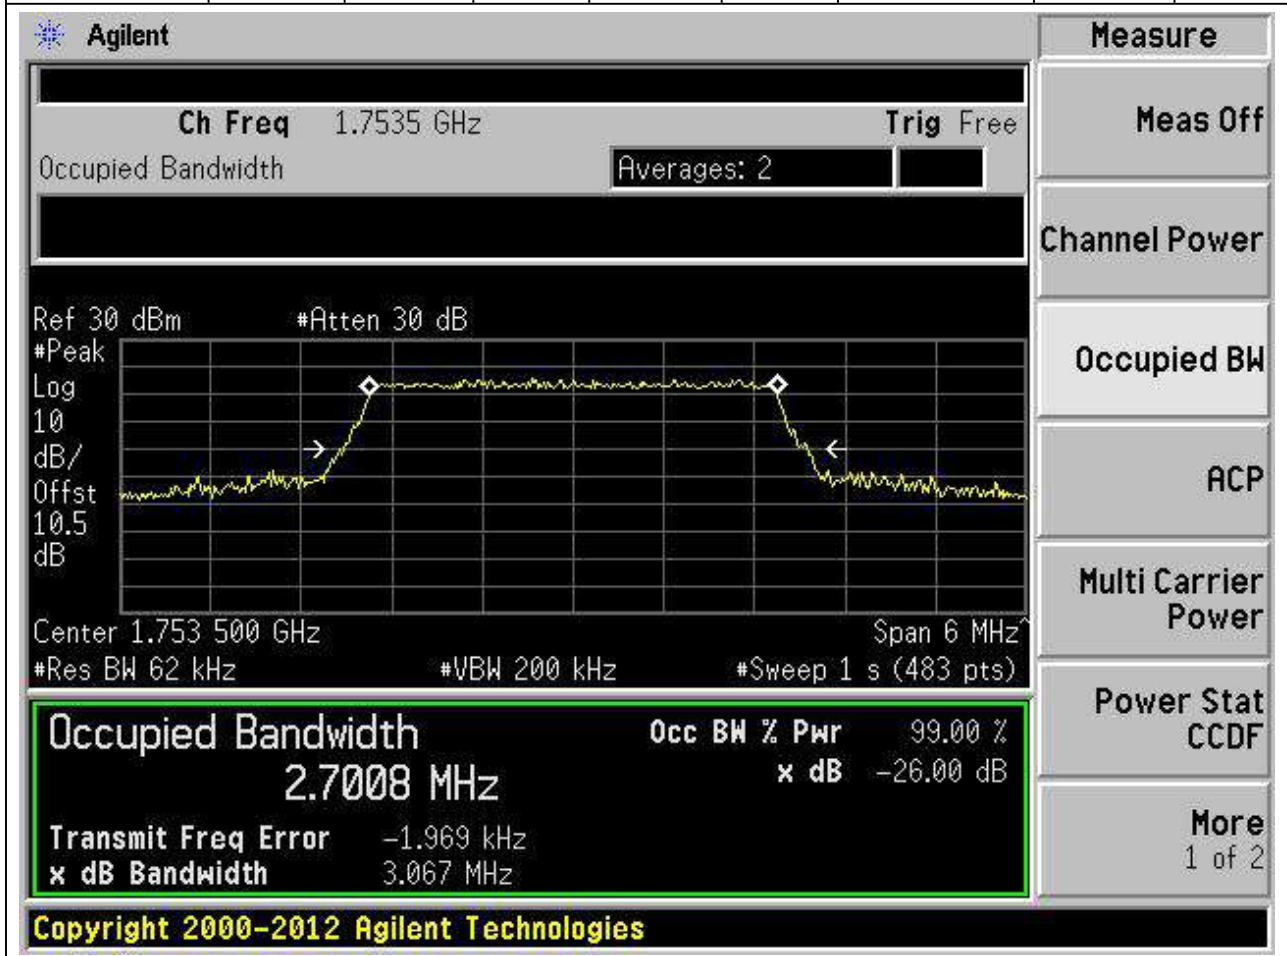 Agilent
Measure
Ch Freq 1.7535 GHz Trig Free
Meas Off
Occupied Bandwidth Averages: 2
Channel Power
Ref 30 dBm #Atten 30 dB
#Peak
Log
10
dB/
Offst
10.5
dB
Occupied BW
ACP
Center 1.753 500 GHz Span 6 MHz^
#Res BW 62 kHz #VBW 200 kHz #Sweep 1 s (483 pts)
Multi Carrier
Power
Occupied Bandwidth
2.7008 MHz
Occ BW % Pwr 99.00 %
x dB -26.00 dB
Transmit Freq Error -1.969 kHz
x dB Bandwidth 3.067 MHz
Power Stat
CCDF
More
1 of 2
Copyright 2000-2012 Agilent Technologies